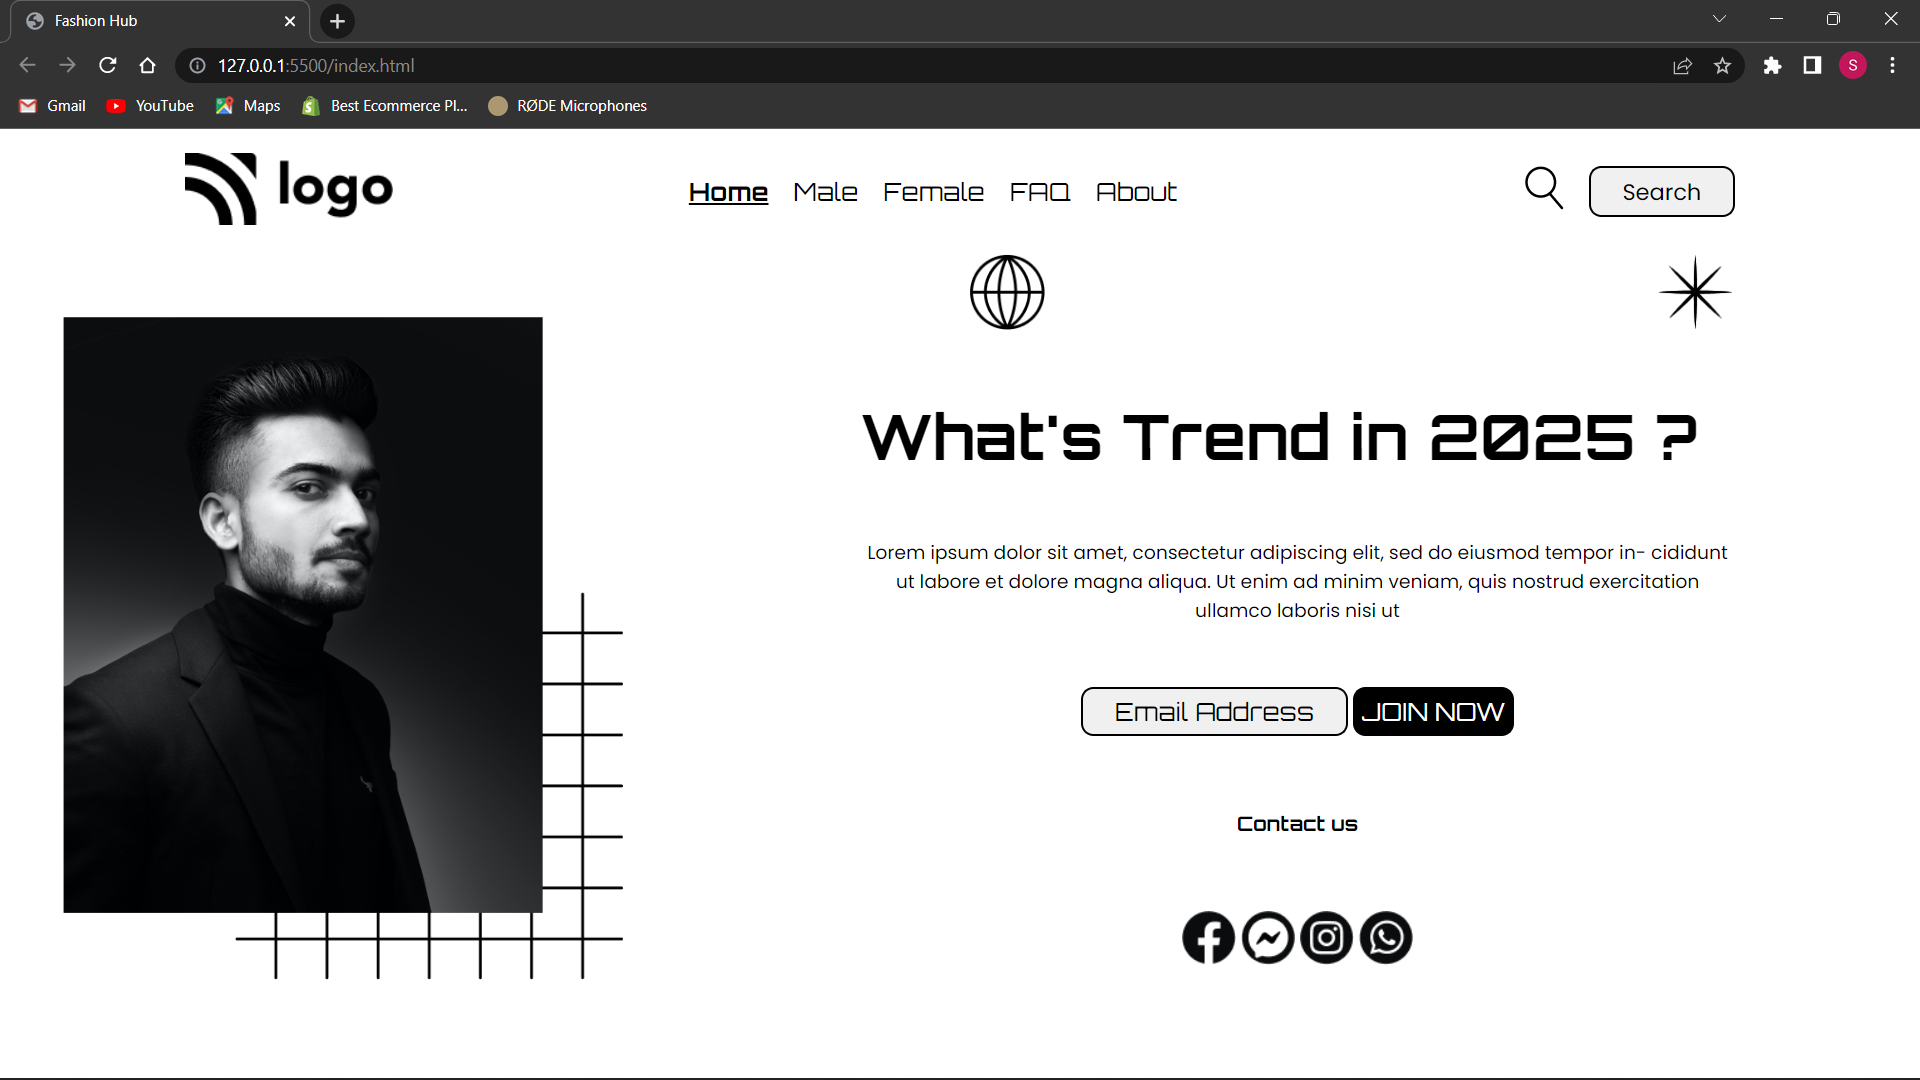 Fashion Hub
127.0.0.1:5500/index.html
S
Gmail YouTube Maps Best Ecommerce Pl... RØDE Microphones
logo
Home Male Female FAQ About
Search
What's Trend in 2025 ?
Lorem ipsum dolor sit amet, consectetur adipiscing elit, sed do eiusmod tempor in- cididunt
ut labore et dolore magna aliqua. Ut enim ad minim veniam, quis nostrud exercitation
ullamco laboris nisi ut
Email Address JOIN NOW
Contact us